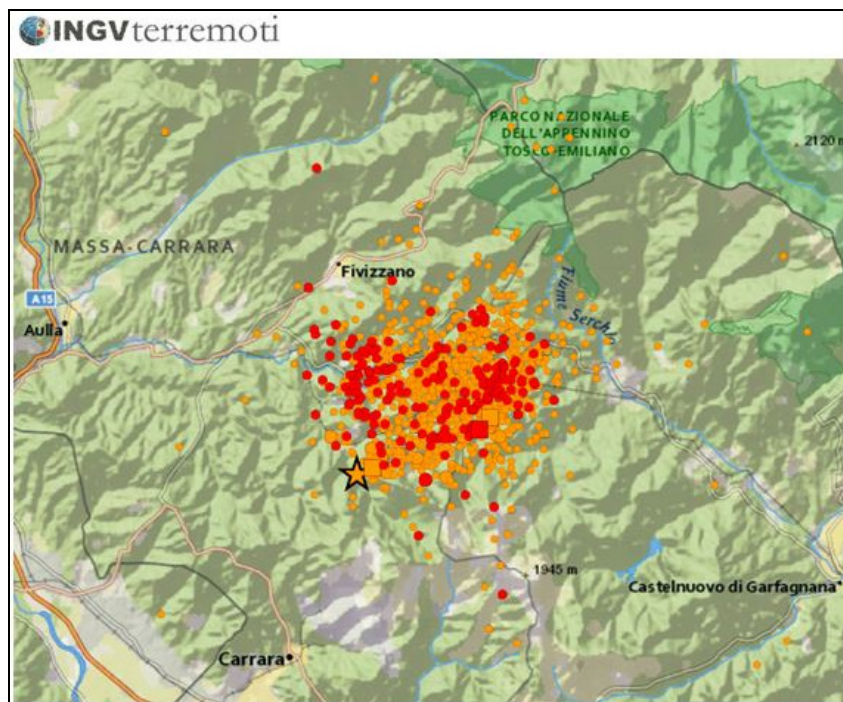 INGVterremoti
PARCO NAZIONALE
DELL'APPENNINO
TOSCO-EMILIANO
2120 m
MASSA-CARRARA
Fivizzano
Fiume Serchio
A15
Aulla
1945 m
Castelnuovo di Garfagnana
Carrara